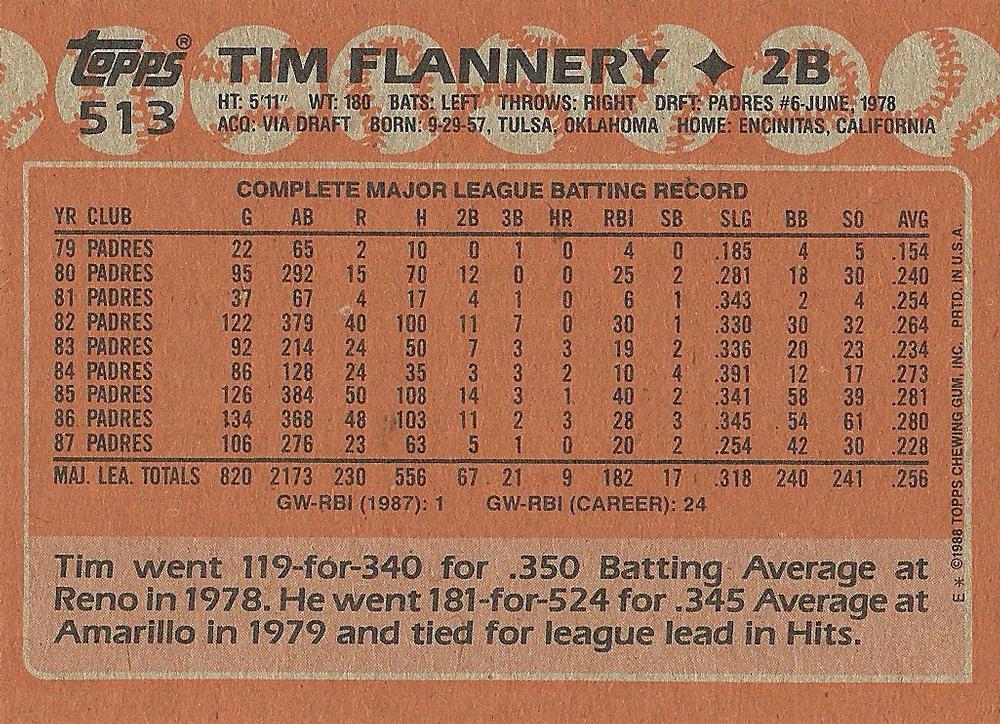 topps®
513
TIM FLANNERY ✦ 2B
HT: 5'11" WT: 180 BATS: LEFT THROWS: RIGHT DRFT: PADRES #6-JUNE, 1978
ACQ: VIA DRAFT BORN: 9-29-57, TULSA, OKLAHOMA HOME: ENCINITAS, CALIFORNIA
COMPLETE MAJOR LEAGUE BATTING RECORD
YR CLUB G AB R H 2B 3B HR RBI SB SLG BB SO AVG
79 PADRES 22 65 2 10 0 1 0 4 0 .185 4 5 .154
80 PADRES 95 292 15 70 12 0 0 25 2 .281 18 30 .240
81 PADRES 37 67 4 17 4 1 0 6 1 .343 2 4 .254
82 PADRES 122 379 40 100 11 7 0 30 1 .330 30 32 .264
83 PADRES 92 214 24 50 7 3 3 19 2 .336 20 23 .234
84 PADRES 86 128 24 35 3 3 2 10 4 .391 12 17 .273
85 PADRES 126 384 50 108 14 3 1 40 2 .341 58 39 .281
86 PADRES 134 368 48 103 11 2 3 28 3 .345 54 61 .280
87 PADRES 106 276 23 63 5 1 0 20 2 .254 42 30 .228
MAJ. LEA. TOTALS 820 2173 230 556 67 21 9 182 17 .318 240 241 .256
GW-RBI (1987): 1 GW-RBI (CAREER): 24
Tim went 119-for-340 for .350 Batting Average at
Reno in 1978. He went 181-for-524 for .345 Average at
Amarillo in 1979 and tied for league lead in Hits.
E * ©1988 TOPPS CHEWING GUM, INC. PRTD. IN U.S.A.